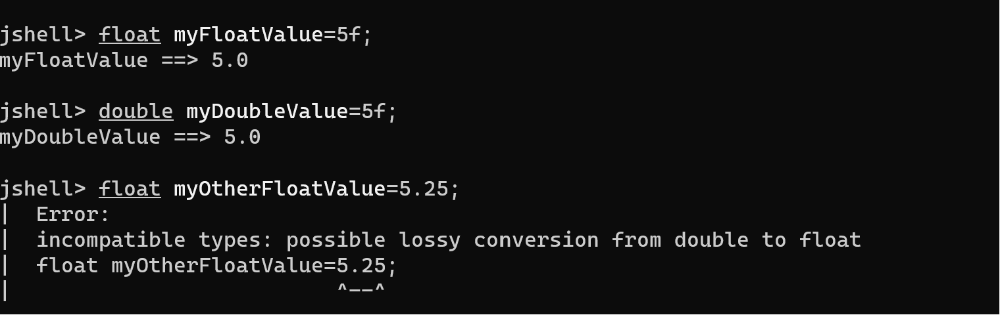 jshell> float myFloatValue=5f;
myFloatValue ==> 5.0
jshell> double myDoubleValue=5f;
myDoubleValue ==> 5.0
jshell> float myOtherFloatValue=5.25;
|  Error:
|  incompatible types: possible lossy conversion from double to float
|  float myOtherFloatValue=5.25;
|                          ^--^